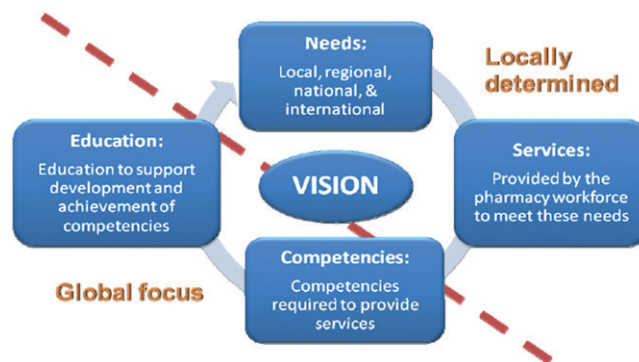 Needs:
Local, regional,
national, &
international
Locally
determined
Education:
Education to support
development and
achievement of
competencies
VISION
Services:
Provided by the
pharmacy workforce
to meet these needs
Global focus
Competencies:
Competencies
required to provide
services